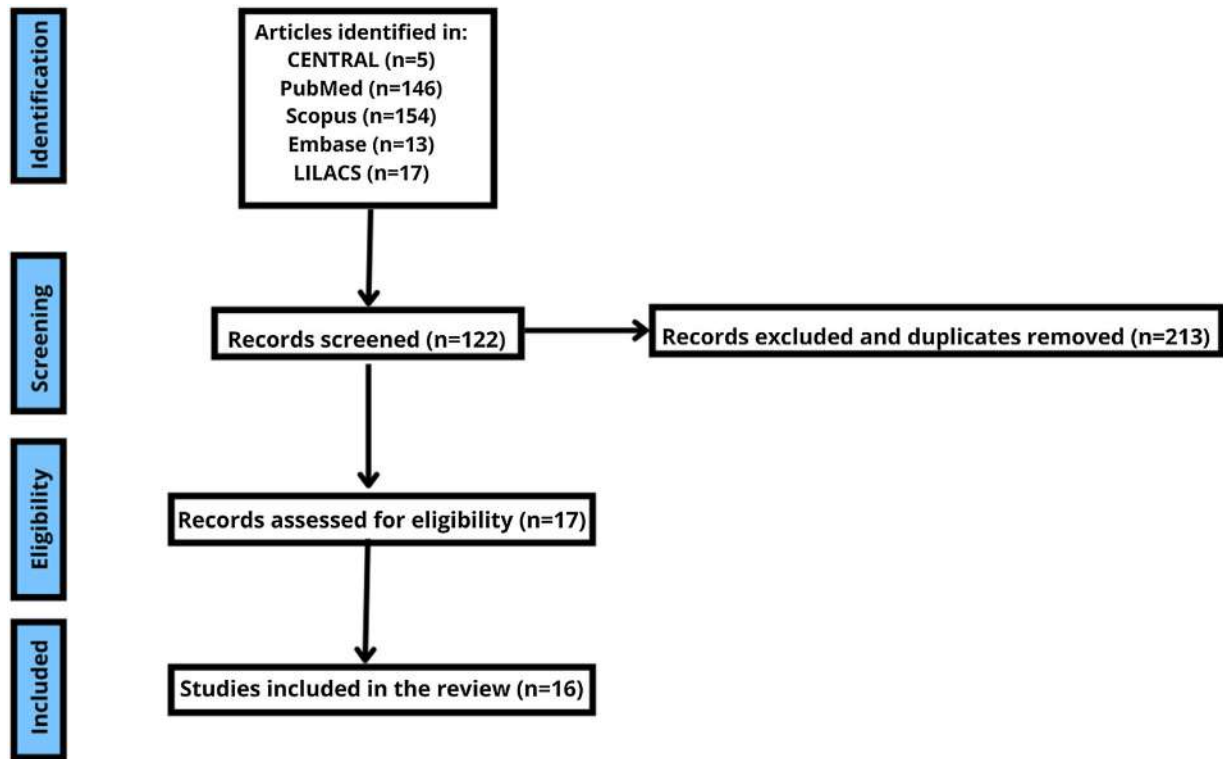 Identification
Articles identified in:
CENTRAL (n=5)
PubMed (n=146)
Scopus (n=154)
Embase (n=13)
LILACS (n=17)
Screening
Records screened (n=122)
Records excluded and duplicates removed (n=213)
Eligibility
Records assessed for eligibility (n=17)
Included
Studies included in the review (n=16)